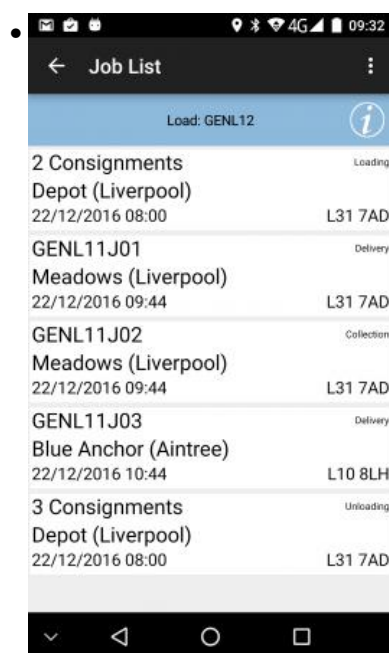 4G 09:32
Job List
Load: GENL12
2 Consignments Loading
Depot (Liverpool)
22/12/2016 08:00 L31 7AD
GENL11J01 Delivery
Meadows (Liverpool)
22/12/2016 09:44 L31 7AD
GENL11J02 Collection
Meadows (Liverpool)
22/12/2016 09:44 L31 7AD
GENL11J03 Delivery
Blue Anchor (Aintree)
22/12/2016 10:44 L10 8LH
3 Consignments Unloading
Depot (Liverpool)
22/12/2016 08:00 L31 7AD